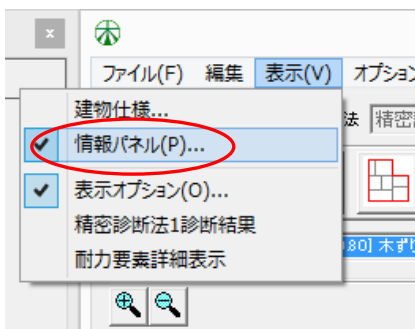 ファイル(F) 編集 表示(V) オプション
建物仕様...
法 精密
情報パネル(P)...
表示オプション(O)...
精密診断法1診断結果
.80] 木ずり
耐力要素詳細表示